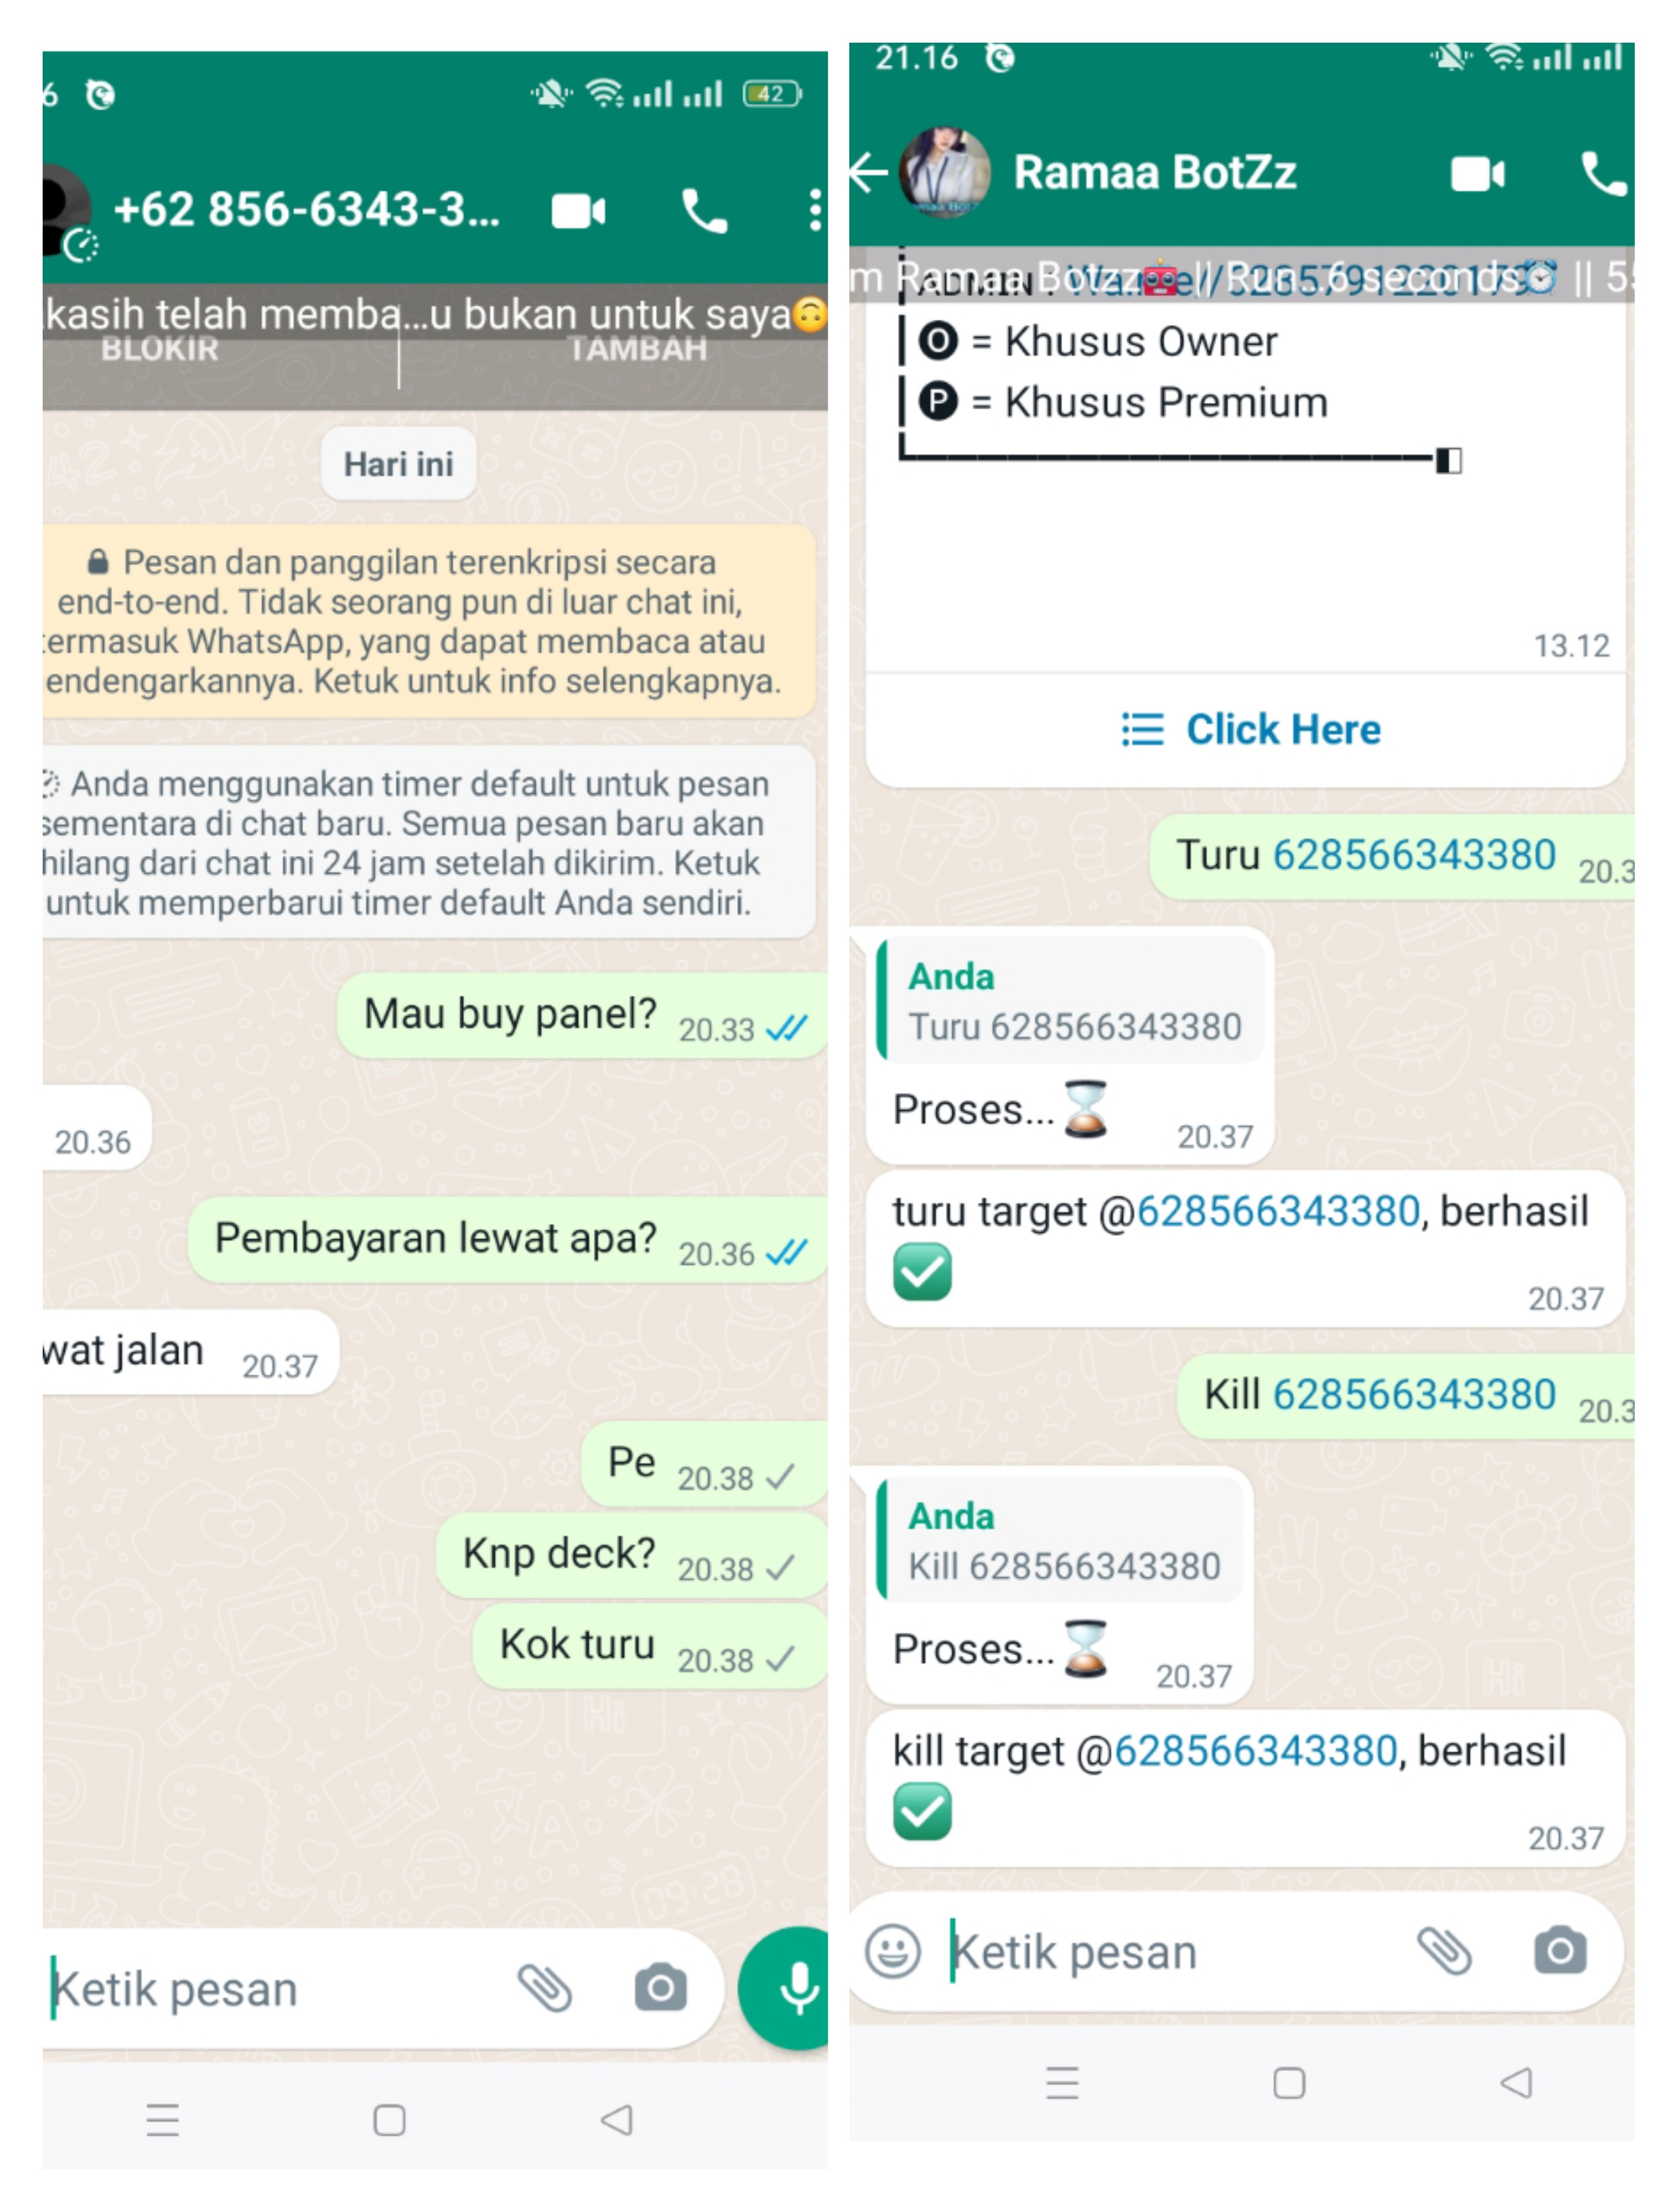 6
42
+62 856-6343-3...
kasih telah memba...u bukan untuk saya🙃
BLOKIR
TAMBAH
Hari ini
🔒 Pesan dan panggilan terenkripsi secara
end-to-end. Tidak seorang pun di luar chat ini,
ermasuk WhatsApp, yang dapat membaca atau
endengarkannya. Ketuk untuk info selengkapnya.
Anda menggunakan timer default untuk pesan
sementara di chat baru. Semua pesan baru akan
hilang dari chat ini 24 jam setelah dikirim. Ketuk
untuk memperbarui timer default Anda sendiri.
Mau buy panel? 20.33
20.36
Pembayaran lewat apa? 20.36
wat jalan 20.37
Pe 20.38
Knp deck? 20.38
Kok turu 20.38
Ketik pesan
21.16
Ramaa BotZz
m Ramaa Botzz🤖 || Run..6 seconds⏰ || 5
ADMIN :
🅞 = Khusus Owner
🅟 = Khusus Premium
13.12
Click Here
Turu 628566343380 20.3
Anda
Turu 628566343380
Proses...⏳ 20.37
turu target @628566343380, berhasil
✅ 20.37
Kill 628566343380 20.3
Anda
Kill 628566343380
Proses...⏳ 20.37
kill target @628566343380, berhasil
✅ 20.37
Ketik pesan